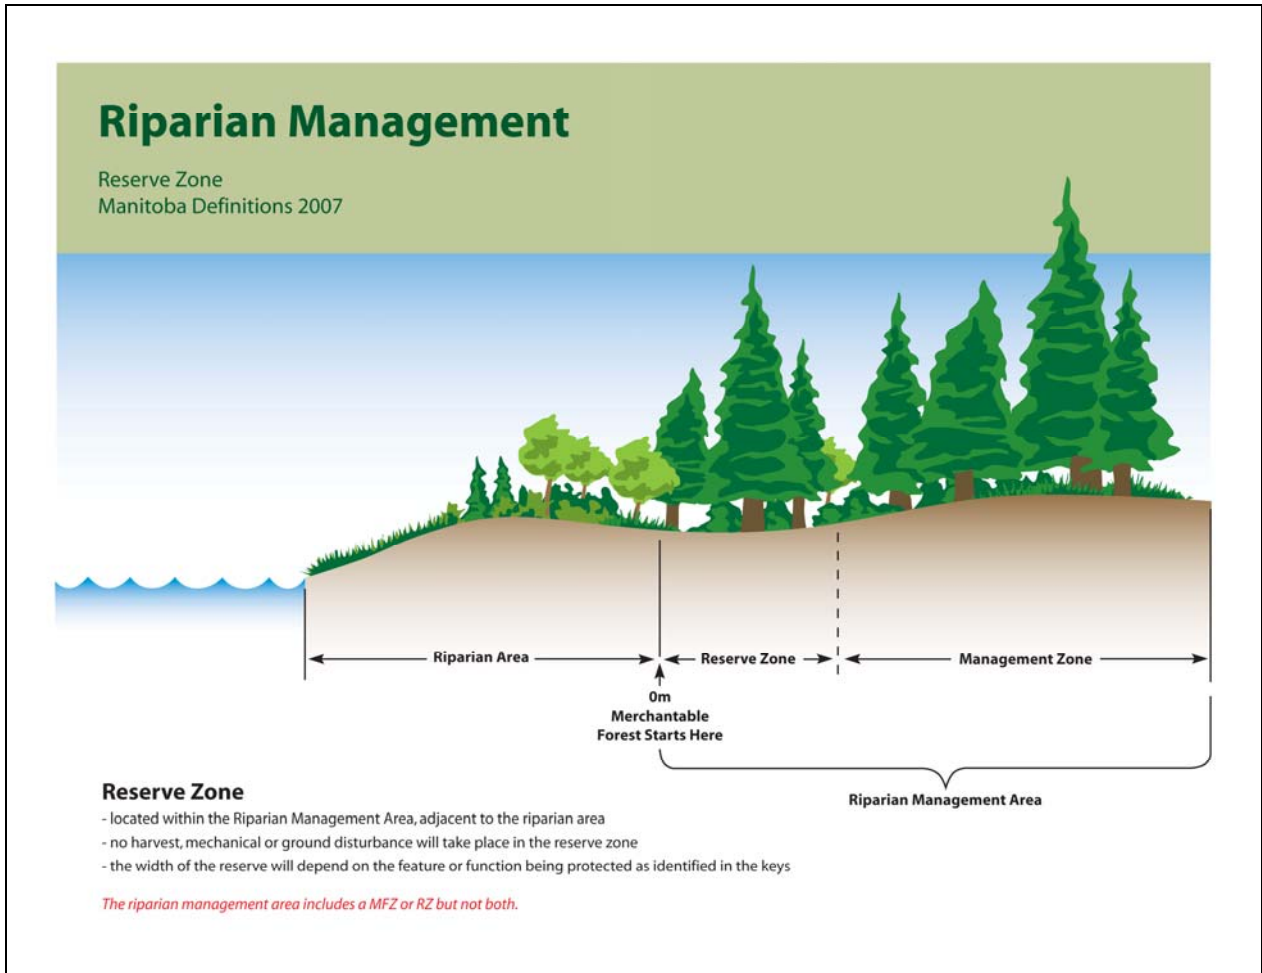 Riparian Management
Reserve Zone
Manitoba Definitions 2007
Riparian Area
Reserve Zone
Management Zone
0m
Merchantable
Forest Starts Here
Riparian Management Area
Reserve Zone
- located within the Riparian Management Area, adjacent to the riparian area
- no harvest, mechanical or ground disturbance will take place in the reserve zone
- the width of the reserve will depend on the feature or function being protected as identified in the keys
The riparian management area includes a MFZ or RZ but not both.